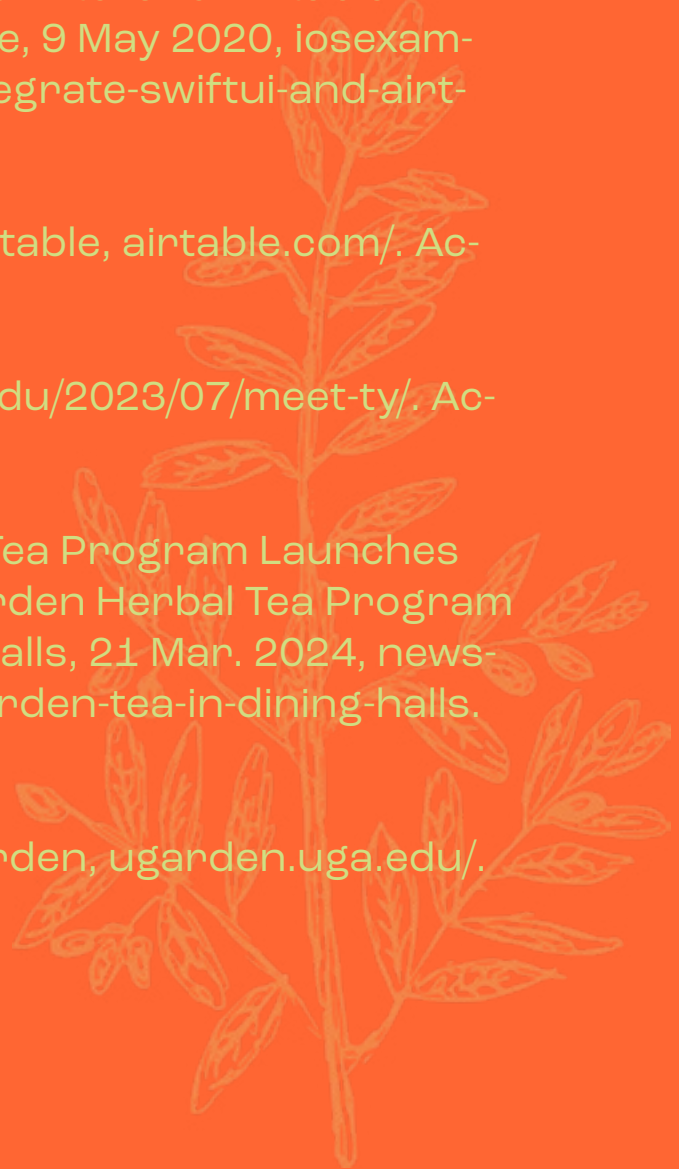 e, 9 May 2020, iosexam-
egrate-swiftui-and-airt-
table, airtable.com/. Ac-
du/2023/07/meet-ty/. Ac-
Tea Program Launches
rden Herbal Tea Program
alls, 21 Mar. 2024, news-
rden-tea-in-dining-halls.
rden, ugarden.uga.edu/.